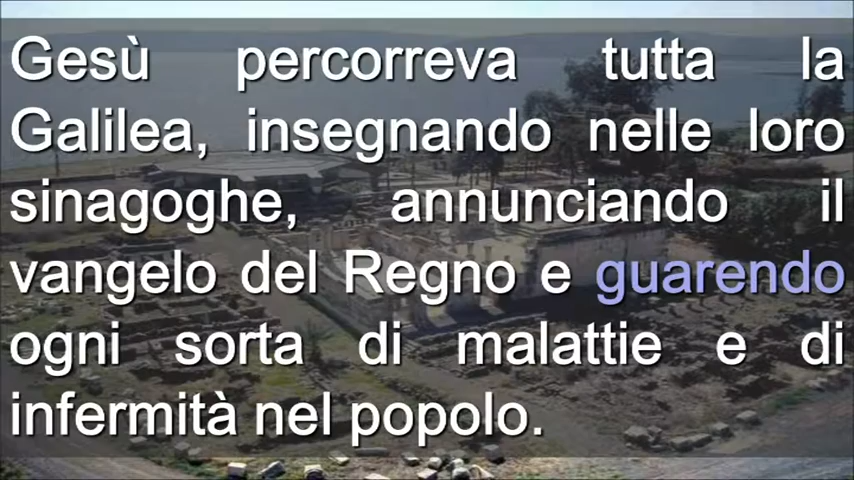 Gesù percorreva tutta la
Galilea, insegnando nelle loro
sinagoghe, annunciando il
vangelo del Regno e guarendo
ogni sorta di malattie e di
infermità nel popolo.